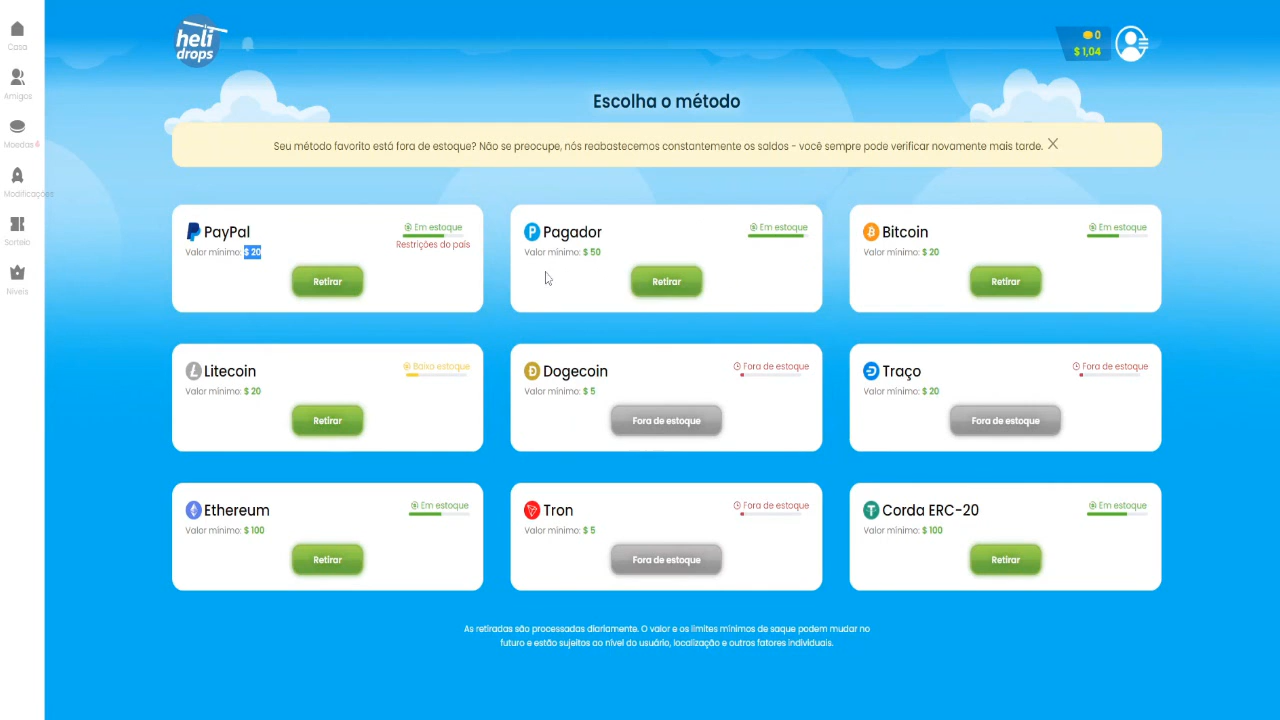 heli
drops
0
$ 1,04
Casa
Amigos
Moedas 6
Modificações
Sorteio
Níveis
Escolha o método
Seu método favorito está fora de estoque? Não se preocupe, nós reabastecemos constantemente os saldos - você sempre pode verificar novamente mais tarde.
PayPal
Em estoque
Restrições do país
Valor mínimo: $ 20
Retirar
Pagador
Em estoque
Valor mínimo: $ 50
Retirar
Bitcoin
Em estoque
Valor mínimo: $ 20
Retirar
Litecoin
Baixo estoque
Valor mínimo: $ 20
Retirar
Dogecoin
Fora de estoque
Valor mínimo: $ 5
Fora de estoque
Traço
Fora de estoque
Valor mínimo: $ 20
Fora de estoque
Ethereum
Em estoque
Valor mínimo: $ 100
Retirar
Tron
Fora de estoque
Valor mínimo: $ 5
Fora de estoque
Corda ERC-20
Em estoque
Valor mínimo: $ 100
Retirar
As retiradas são processadas diariamente. O valor e os limites mínimos de saque podem mudar no
futuro e estão sujeitos ao nível do usuário, localização e outros fatores individuais.